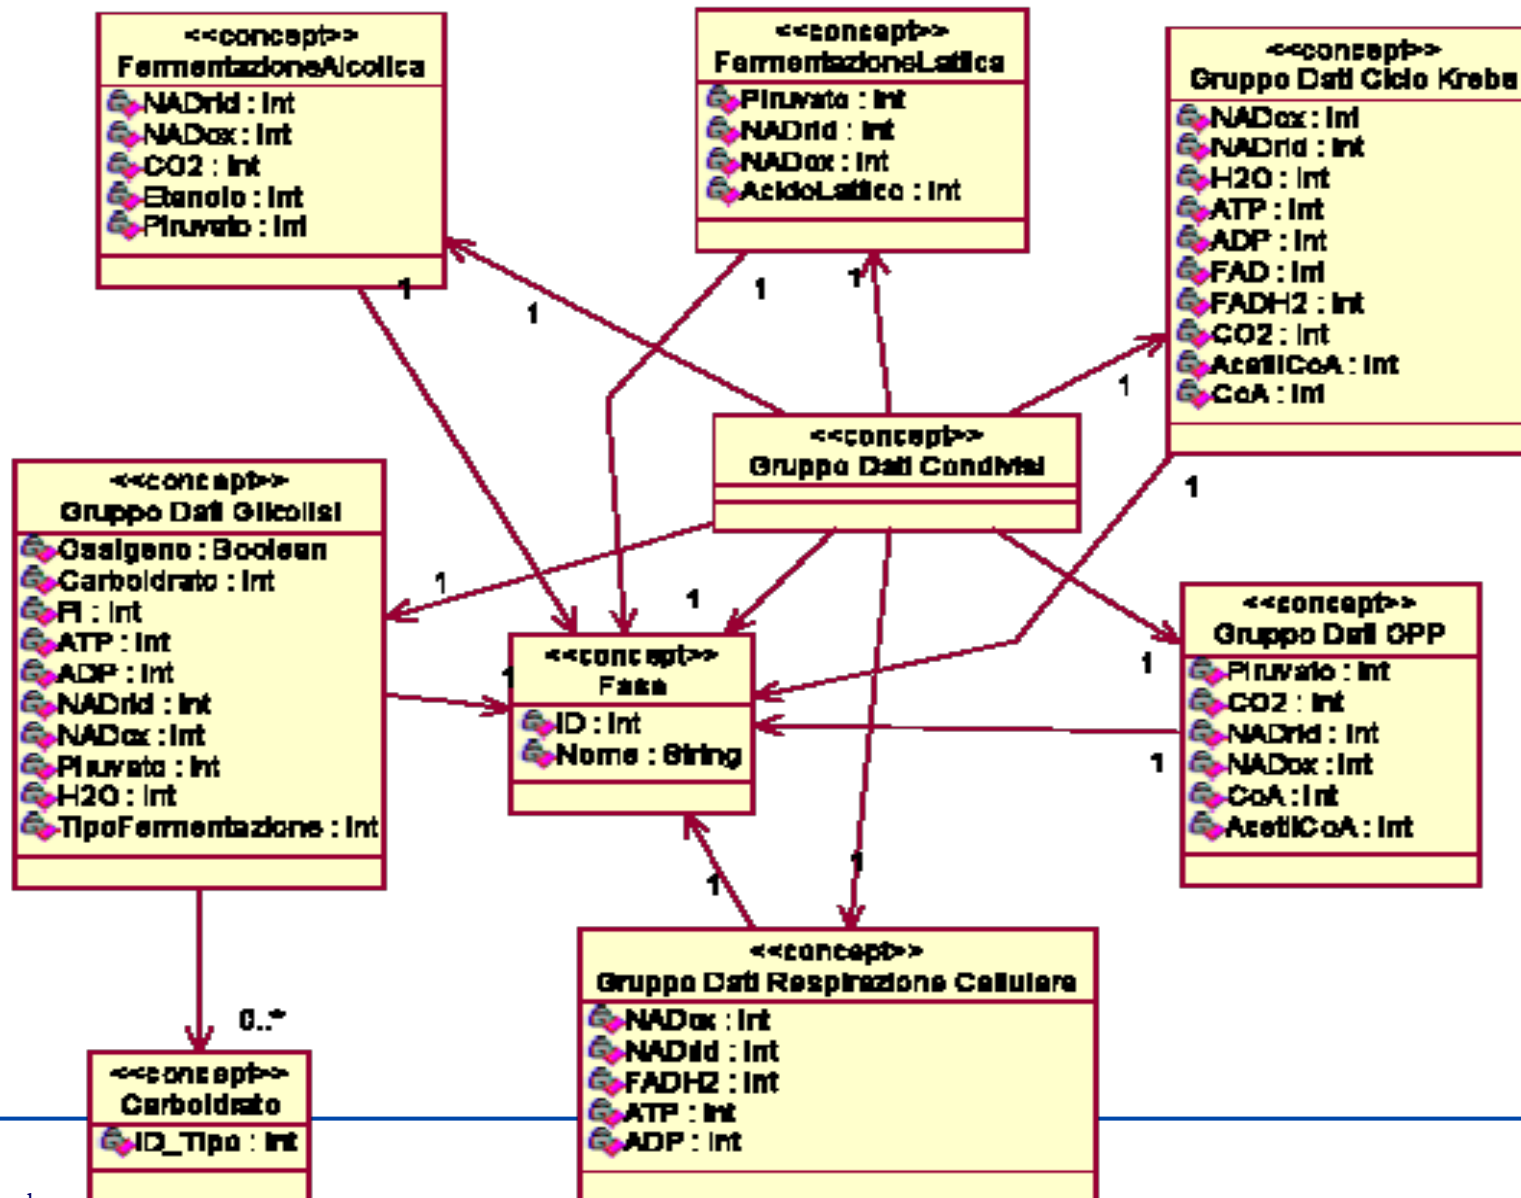 <<concept>>
FermentazioneAlcolica
NADrid : Int
NADox : Int
CO2 : Int
Etanolo : Int
Piruvato : Int
<<concept>>
FermentazioneLattica
Piruvato : Int
NADrid : Int
NADox : Int
AcidoLattico : Int
<<concept>>
Gruppo Dati Ciclo Krebs
NADox : Int
NADrid : Int
H2O : Int
ATP : Int
ADP : Int
FAD : Int
FADH2 : Int
CO2 : Int
AcetilCoA : Int
CoA : Int
1
1
1
1
1
1
<<concept>>
Gruppo Dati Condivisi
<<concept>>
Gruppo Dati Glicolisi
Ossigeno : Boolean
Carboidrato : Int
Pi : Int
ATP : Int
ADP : Int
NADrid : Int
NADox : Int
Piruvato : Int
H2O : Int
TipoFermentazione : Int
1
1
1
<<concept>>
Fase
ID : Int
Nome : String
<<concept>>
Gruppo Dati OPP
Piruvato : Int
CO2 : Int
NADrid : Int
NADox : Int
CoA : Int
AcetilCoA : Int
1
1
1
1
<<concept>>
Gruppo Dati Respirazione Cellulare
NADox : Int
NADrid : Int
FADH2 : Int
ATP : Int
ADP : Int
0..*
<<concept>>
Carboidrato
ID_Tipo : Int